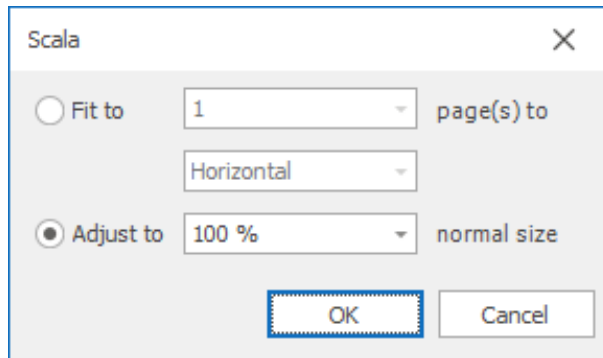 Scala
Fit to 1 page(s) to
Horizontal
Adjust to 100 % normal size
OK Cancel